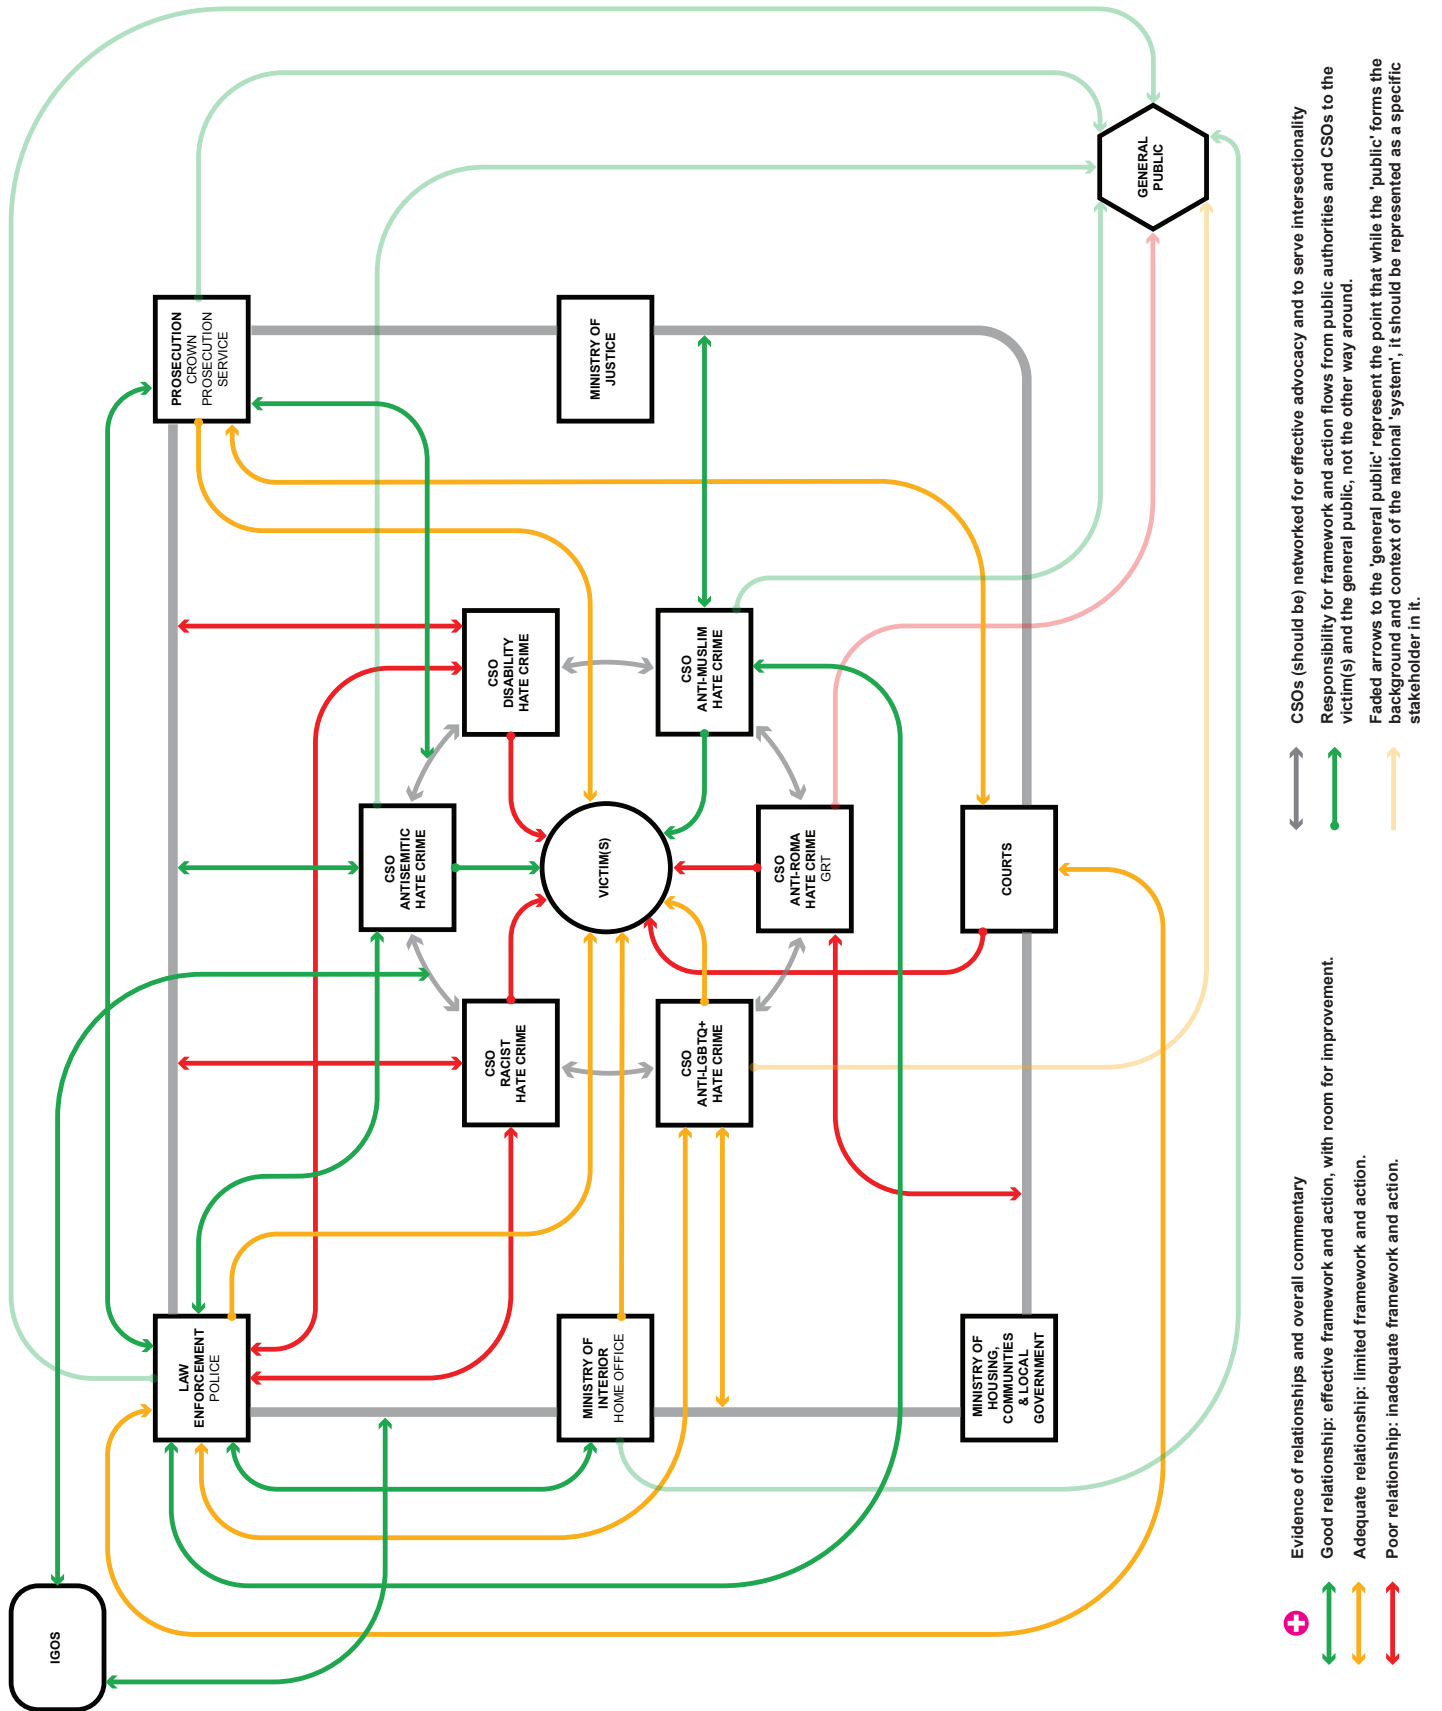 IGOS
LAW
ENFORCEMENT
POLICE
PROSECUTION
CROWN
PROSECUTION
SERVICE
CSO
ANTISEMITIC
HATE CRIME
CSO
RACIST
HATE CRIME
CSO
DISABILITY
HATE CRIME
MINISTRY OF
INTERIOR
HOME OFFICE
VICTIM(S)
MINISTRY OF
JUSTICE
CSO
ANTI-LGBTQ+
HATE CRIME
CSO
ANTI-MUSLIM
HATE CRIME
CSO
ANTI-ROMA
HATE CRIME
GRT
MINISTRY OF
HOUSING,
COMMUNITIES
& LOCAL
GOVERNMENT
COURTS
GENERAL
PUBLIC
Evidence of relationships and overall commentary
Good relationship: effective framework and action, with room for improvement.
Adequate relationship: limited framework and action.
Poor relationship: inadequate framework and action.
CSOs (should be) networked for effective advocacy and to serve intersectionality
Responsibility for framework and action flows from public authorities and CSOs to the
victim(s) and the general public, not the other way around.
Faded arrows to the 'general public' represent the point that while the 'public' forms the
background and context of the national 'system', it should be represented as a specific
stakeholder in it.